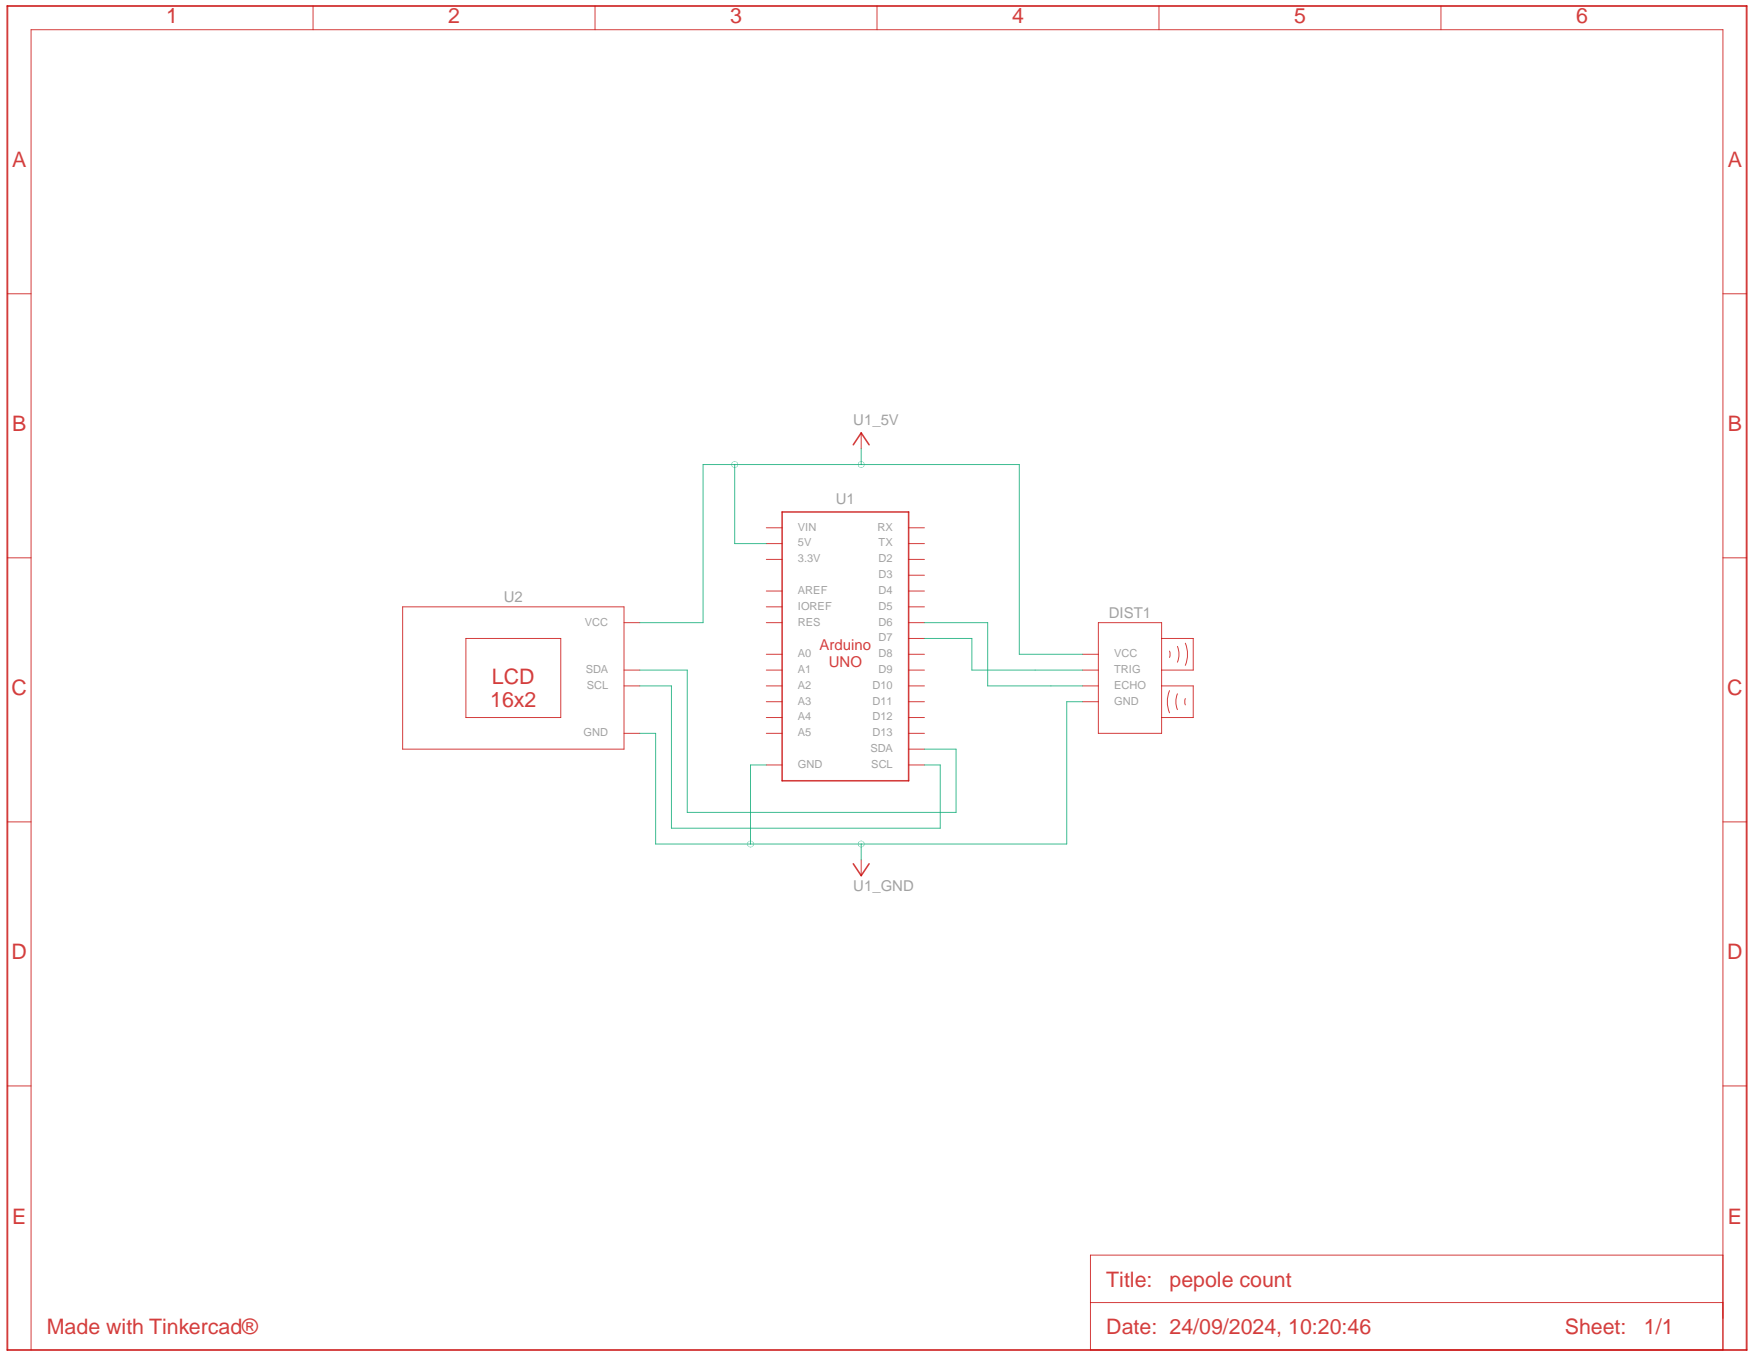 1 2 3 4 5 6
A A
B B
U1_5V
U1
VIN RX
5V TX
3.3V D2
D3
AREF D4
IOREF D5
RES D6
D7
A0 D8
A1 D9
A2 D10
A3 D11
A4 D12
A5 D13
SDA
GND SCL
Arduino
UNO
U2
VCC
SDA
SCL
GND
LCD
16x2
DIST1
VCC
TRIG
ECHO
GND
C C
U1_GND
D D
E E
Title: pepole count
Made with Tinkercad®
Date: 24/09/2024, 10:20:46 Sheet: 1/1